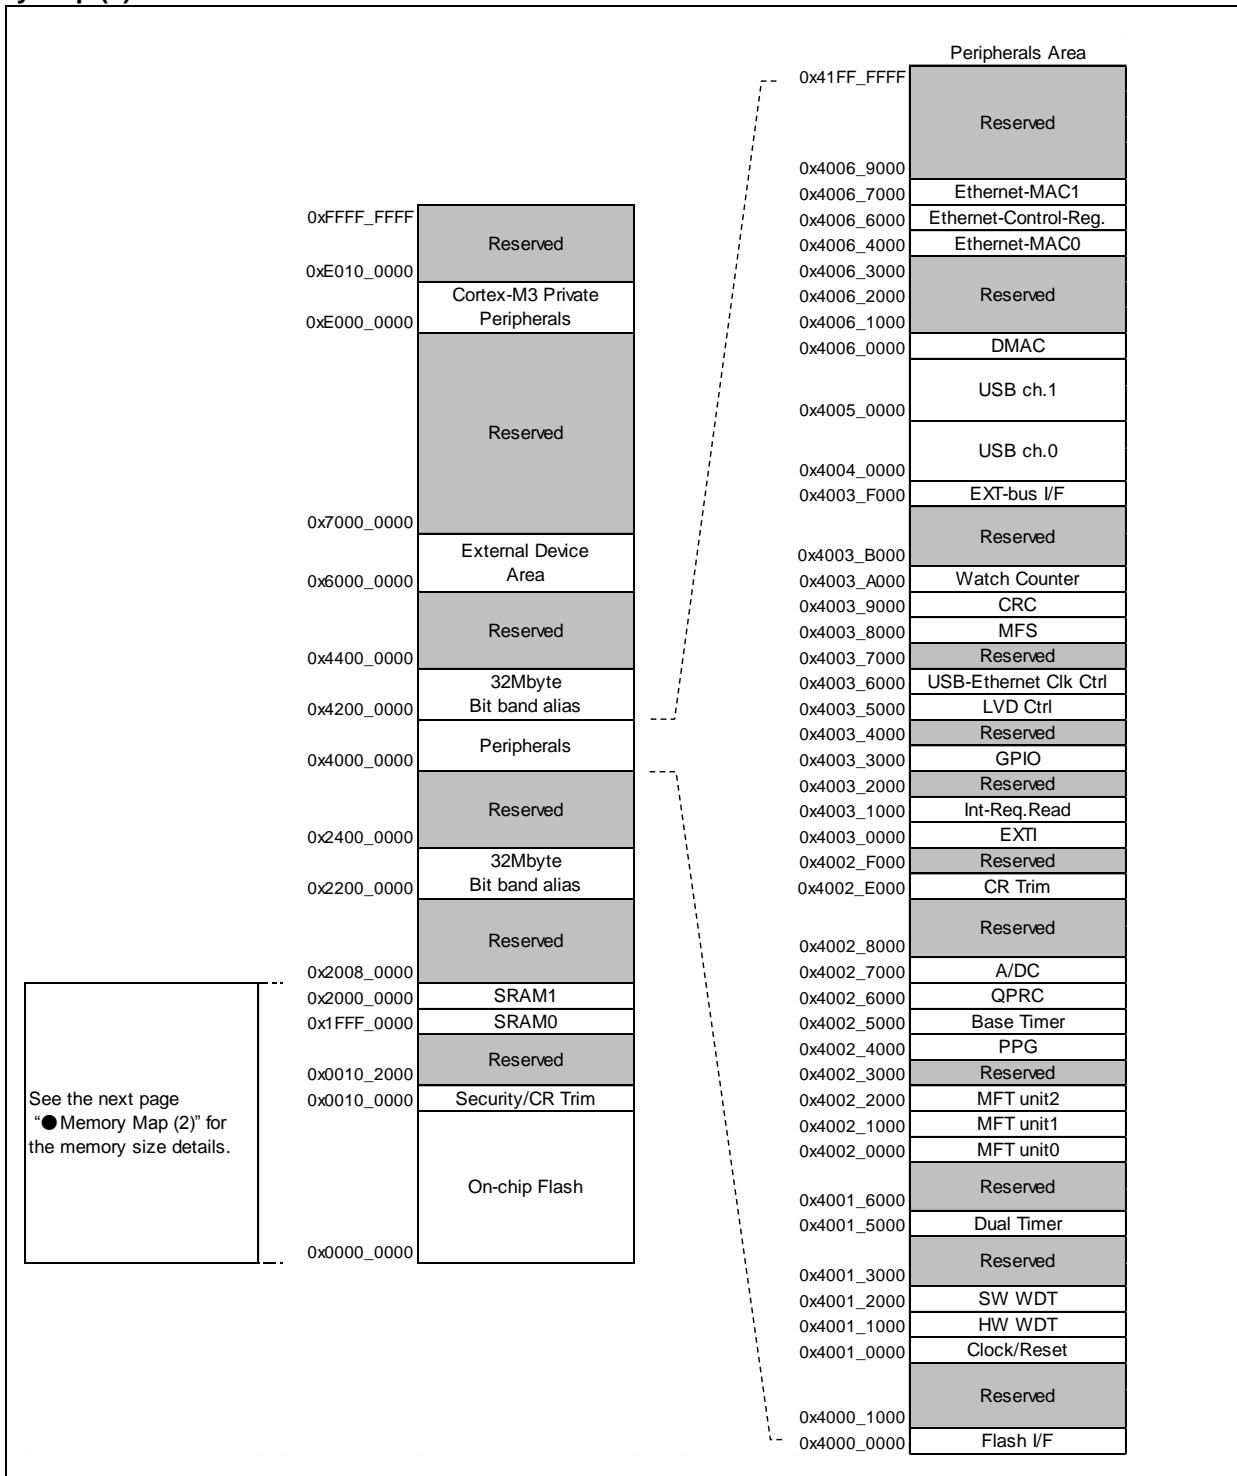 Peripherals Area
0x41FF_FFFF
Reserved
0x4006_9000
0x4006_7000 Ethernet-MAC1
0x4006_6000 Ethernet-Control-Reg.
0x4006_4000 Ethernet-MAC0
0x4006_3000
0x4006_2000 Reserved
0x4006_1000
0x4006_0000 DMAC
USB ch.1
0x4005_0000
USB ch.0
0x4004_0000
0x4003_F000 EXT-bus I/F
Reserved
0x4003_B000
0x4003_A000 Watch Counter
0x4003_9000 CRC
0x4003_8000 MFS
0x4003_7000 Reserved
0x4003_6000 USB-Ethernet Clk Ctrl
0x4003_5000 LVD Ctrl
0x4003_4000 Reserved
0x4003_3000 GPIO
0x4003_2000 Reserved
0x4003_1000 Int-Req.Read
0x4003_0000 EXTI
0x4002_F000 Reserved
0x4002_E000 CR Trim
Reserved
0x4002_8000
0x4002_7000 A/DC
0x4002_6000 QPRC
0x4002_5000 Base Timer
0x4002_4000 PPG
0x4002_3000 Reserved
0x4002_2000 MFT unit2
0x4002_1000 MFT unit1
0x4002_0000 MFT unit0
Reserved
0x4001_6000
0x4001_5000 Dual Timer
Reserved
0x4001_3000
0x4001_2000 SW WDT
0x4001_1000 HW WDT
0x4001_0000 Clock/Reset
Reserved
0x4000_1000
0x4000_0000 Flash I/F
0xFFFF_FFFF
Reserved
0xE010_0000
Cortex-M3 Private
0xE000_0000 Peripherals
Reserved
0x7000_0000
External Device
0x6000_0000 Area
Reserved
0x4400_0000
32Mbyte
0x4200_0000 Bit band alias
Peripherals
0x4000_0000
Reserved
0x2400_0000
32Mbyte
0x2200_0000 Bit band alias
Reserved
0x2008_0000
0x2000_0000 SRAM1
0x1FFF_0000 SRAM0
Reserved
0x0010_2000
0x0010_0000 Security/CR Trim
On-chip Flash
0x0000_0000
See the next page
“●Memory Map (2)” for
the memory size details.